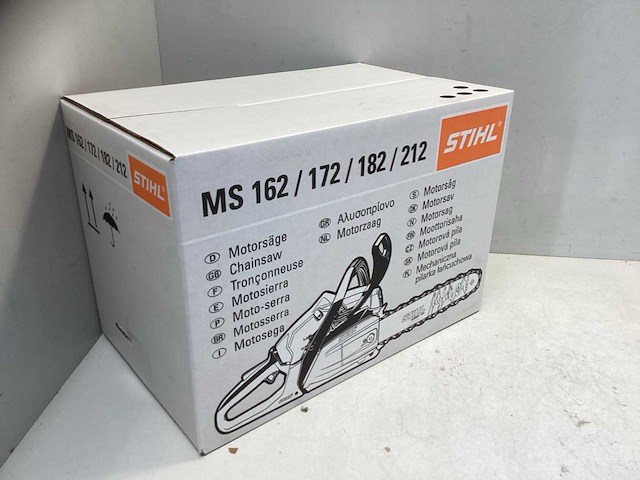 MS 162 / 172 / 182 / 212
STIHL
MS 162 / 172 / 182 / 212
STIHL®
D Motorsäge
GB Chainsaw
F Tronçonneuse
E Motosierra
P Moto-serra
BR Motosserra
I Motosega
GR Αλυσοπρίονο
NL Motorzaag
S Motorsåg
DK Motorsav
N Motorsag
FIN Moottorisaha
CZ Motorová pila
SK Motorová píla
PL Mechaniczna
pilarka łańcuchowa